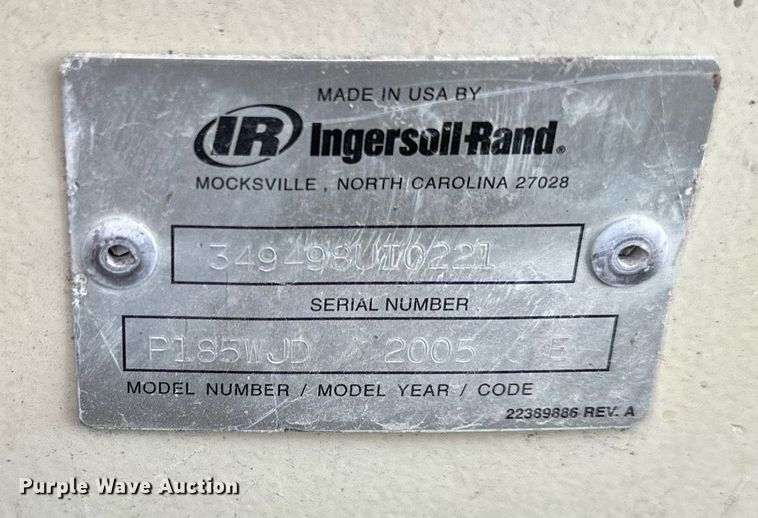 MADE IN USA BY
IR Ingersoll-Rand®
MOCKSVILLE , NORTH CAROLINA 27028
349498UI0221
SERIAL NUMBER
P185WJD 2005 E
MODEL NUMBER / MODEL YEAR / CODE
22389886 REV. A
Purple Wave Auction